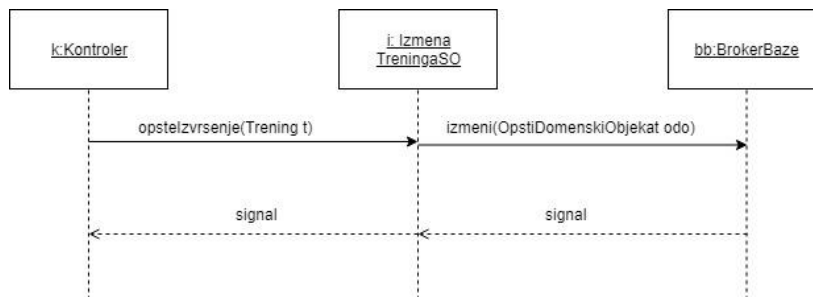 k:Kontroler
i: Izmena
TreningaSO
bb:BrokerBaze
opsteIzvrsenje(Trening t)
izmeni(OpstiDomenskiObjekat odo)
signal
signal